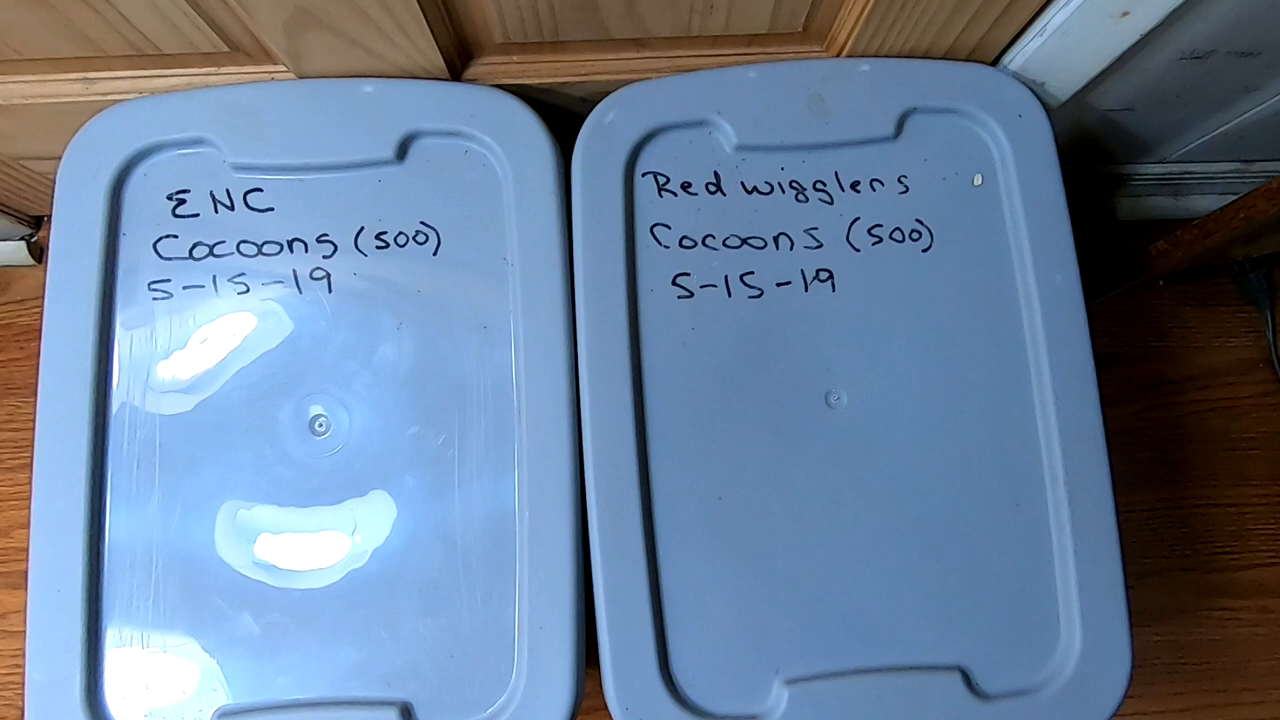 ENC
Cocoons (500)
5-15-19
Red wigglers
Cocoons (500)
5-15-19